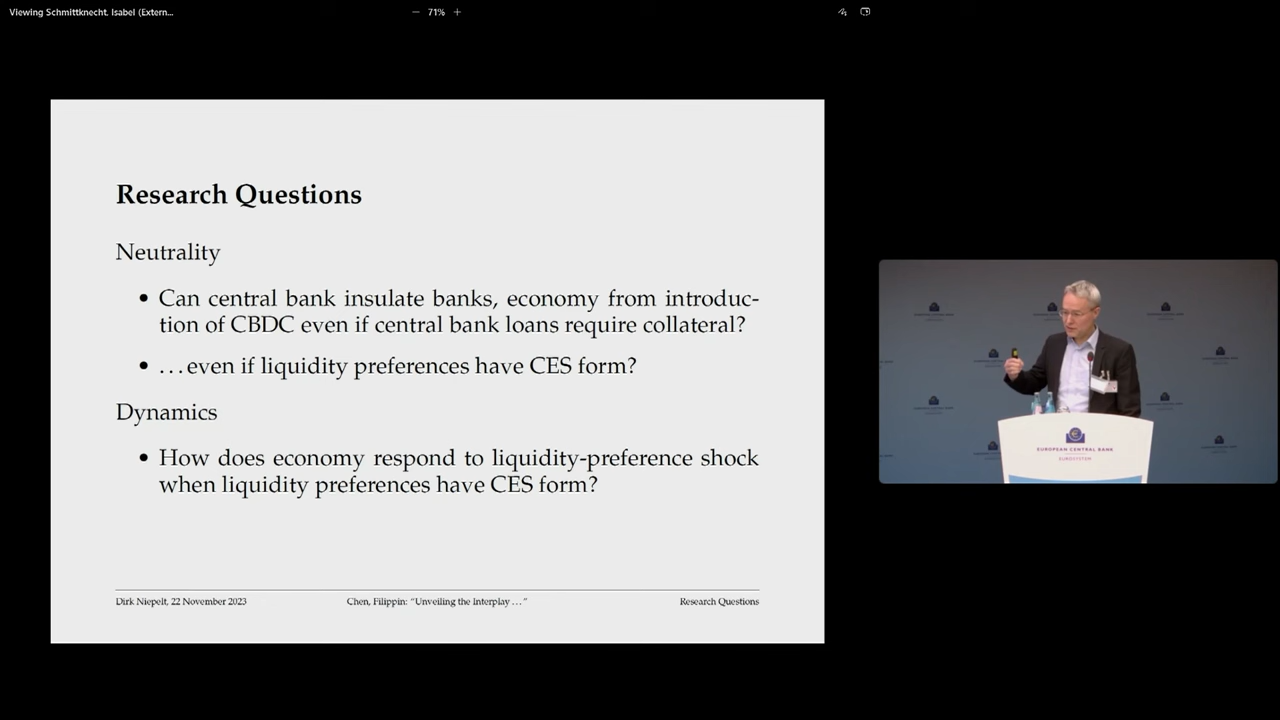 Viewing Schmittknecht, Isabel (Extern...
− 71% +
Research Questions
Neutrality
• Can central bank insulate banks, economy from introduc-
tion of CBDC even if central bank loans require collateral?
• ...even if liquidity preferences have CES form?
Dynamics
• How does economy respond to liquidity-preference shock
when liquidity preferences have CES form?
Dirk Niepelt, 22 November 2023
Chen, Filippin: “Unveiling the Interplay ...”
Research Questions
EUROPEAN CENTRAL BANK
EUROSYSTEM